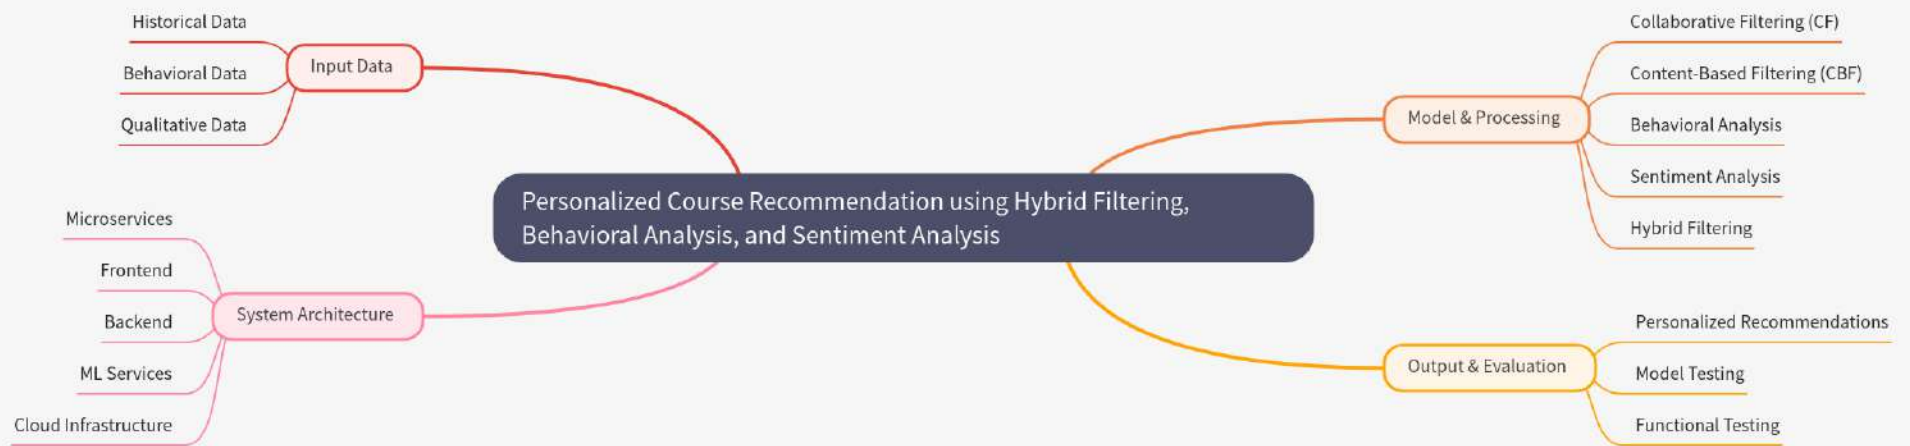 Historical Data
Behavioral Data
Qualitative Data
Input Data
Microservices
Frontend
Backend
ML Services
Cloud Infrastructure
System Architecture
Personalized Course Recommendation using Hybrid Filtering,
Behavioral Analysis, and Sentiment Analysis
Model & Processing
Collaborative Filtering (CF)
Content-Based Filtering (CBF)
Behavioral Analysis
Sentiment Analysis
Hybrid Filtering
Output & Evaluation
Personalized Recommendations
Model Testing
Functional Testing